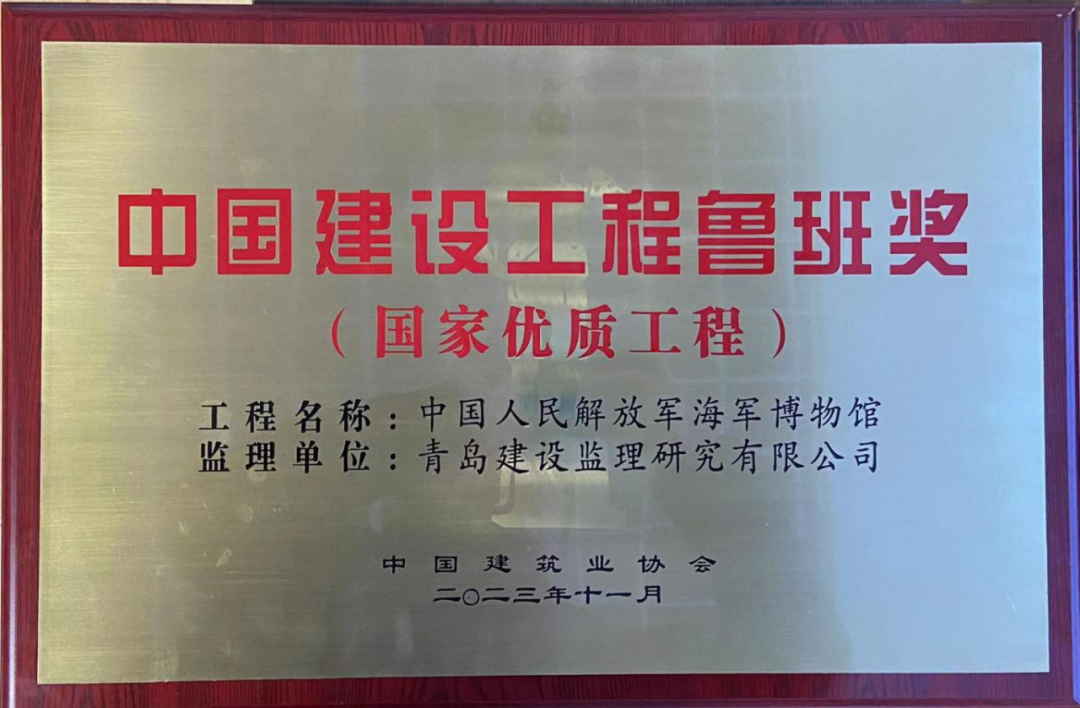 中国建设工程鲁班奖
（国家优质工程）
工程名称：中国人民解放军海军博物馆
监理单位：青岛建设监理研究有限公司
中国建筑业协会
二〇二三年十一月